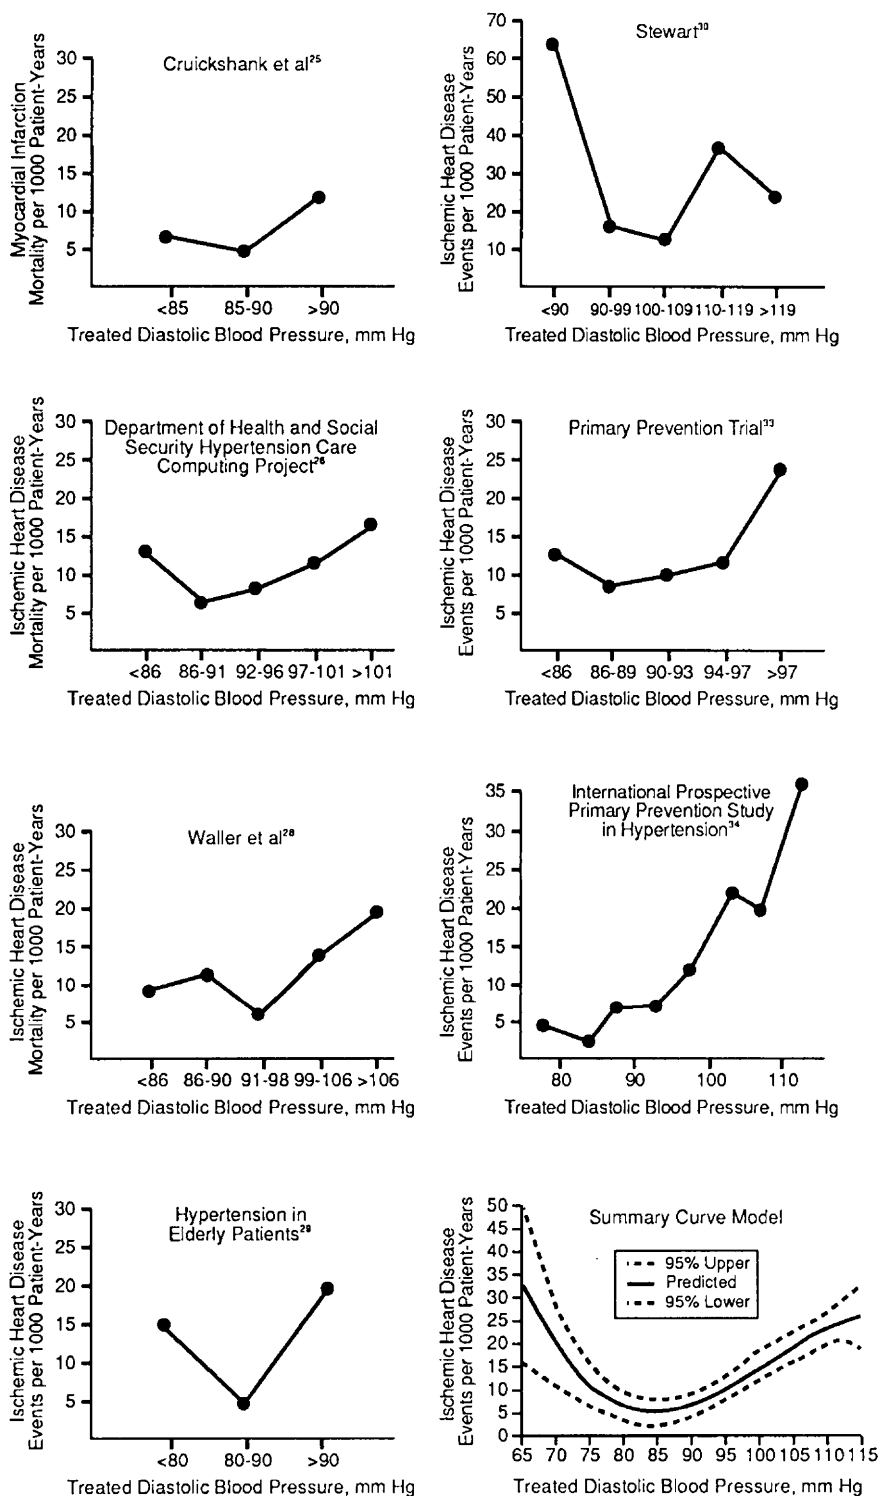 Cruickshank et al²⁵
Myocardial Infarction
Mortality per 1000 Patient-Years
30
25
20
15
10
5
<85 85-90 >90
Treated Diastolic Blood Pressure, mm Hg
Stewart³⁰
Ischemic Heart Disease
Events per 1000 Patient-Years
70
60
50
40
30
20
10
<90 90-99 100-109 110-119 >119
Treated Diastolic Blood Pressure, mm Hg
Department of Health and Social
Security Hypertension Care
Computing Project²⁶
Ischemic Heart Disease
Mortality per 1000 Patient-Years
30
25
20
15
10
5
<86 86-91 92-96 97-101 >101
Treated Diastolic Blood Pressure, mm Hg
Primary Prevention Trial³³
Ischemic Heart Disease
Events per 1000 Patient-Years
30
25
20
15
10
5
<86 86-89 90-93 94-97 >97
Treated Diastolic Blood Pressure, mm Hg
Waller et al²⁸
Ischemic Heart Disease
Mortality per 1000 Patient-Years
30
25
20
15
10
5
<86 86-90 91-98 99-106 >106
Treated Diastolic Blood Pressure, mm Hg
International Prospective
Primary Prevention Study
in Hypertension³⁴
Ischemic Heart Disease
Events per 1000 Patient-Years
35
30
25
20
15
10
5
80 90 100 110
Treated Diastolic Blood Pressure, mm Hg
Hypertension in
Elderly Patients²⁹
Ischemic Heart Disease
Events per 1000 Patient-Years
30
25
20
15
10
5
<80 80-90 >90
Treated Diastolic Blood Pressure, mm Hg
Summary Curve Model
95% Upper
Predicted
95% Lower
Ischemic Heart Disease
Events per 1000 Patient-Years
50
45
40
35
30
25
20
15
10
5
0
65 70 75 80 85 90 95 100 105 110 115
Treated Diastolic Blood Pressure, mm Hg